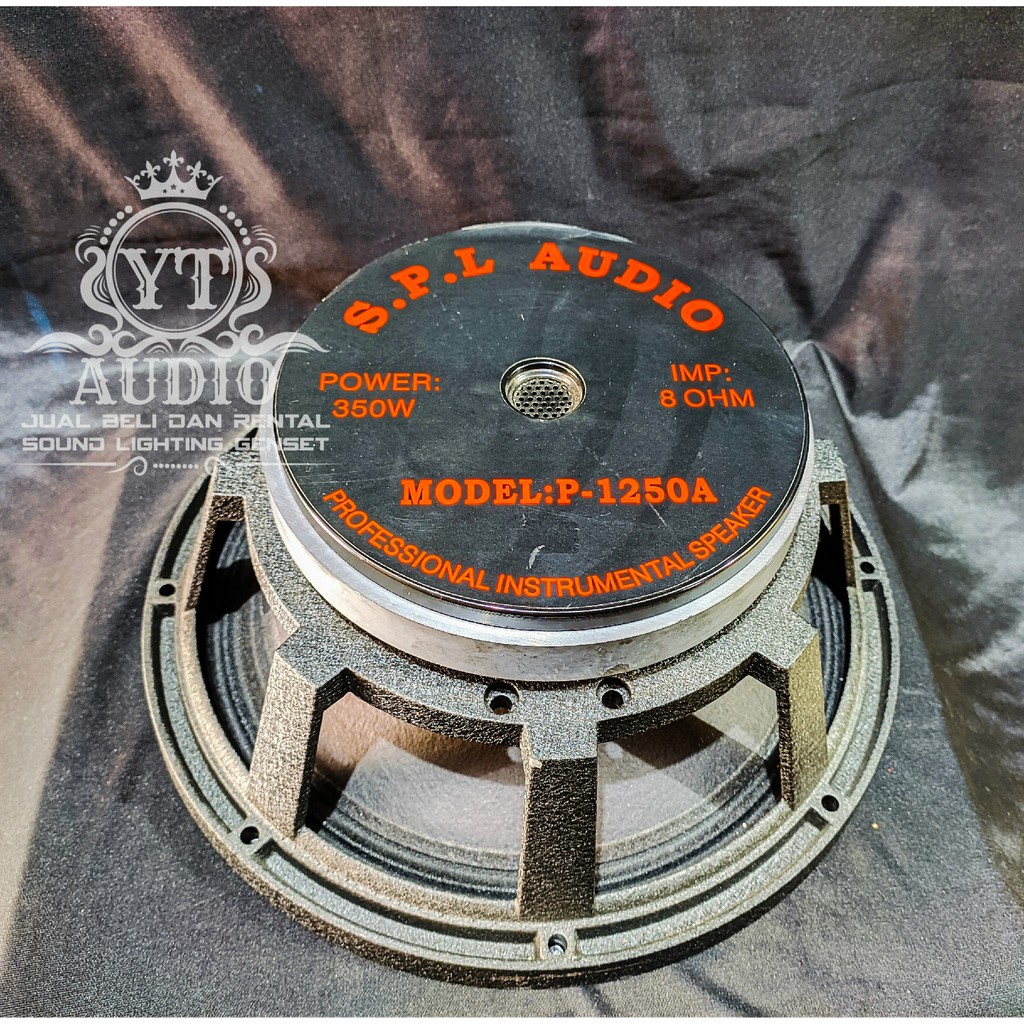 YT
AUDIO
JUAL BELI DAN RENTAL
SOUND LIGHTING GENSET
S.P.L AUDIO
POWER:
350W
IMP:
8 OHM
MODEL:P-1250A
PROFESSIONAL INSTRUMENTAL SPEAKER